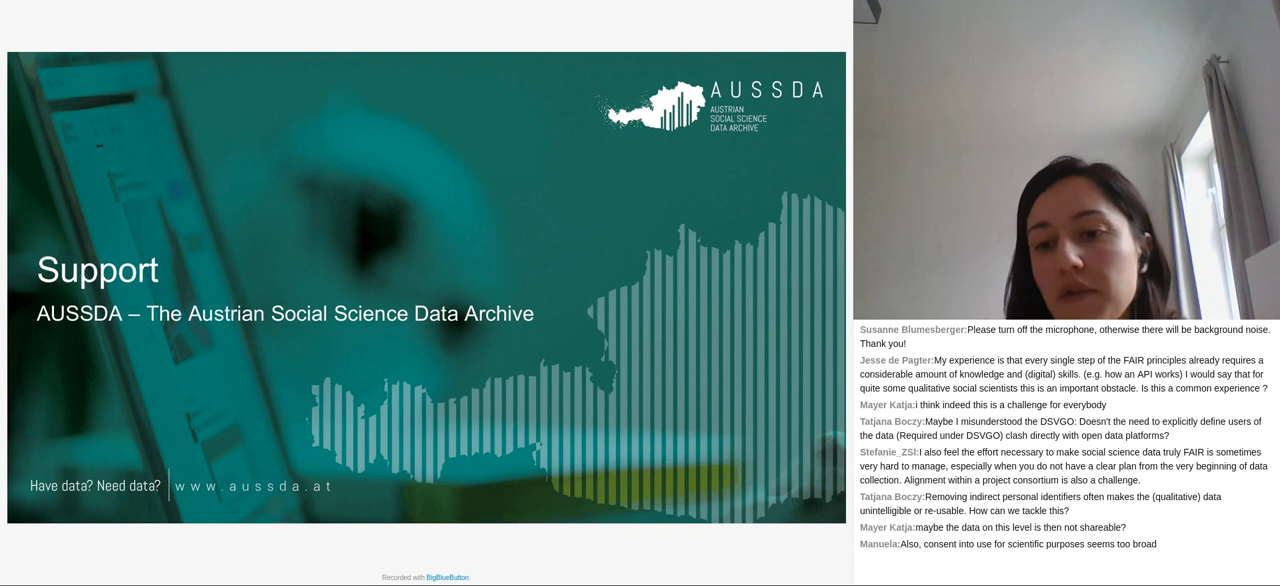 AUSSDA
AUSTRIAN
SOCIAL SCIENCE
DATA ARCHIVE
Support
AUSSDA – The Austrian Social Science Data Archive
Have data? Need data? www.aussda.at
Recorded with BigBlueButton.
Susanne Blumesberger:Please turn off the microphone, otherwise there will be background noise.
Thank you!
Jesse de Pagter:My experience is that every single step of the FAIR principles already requires a
considerable amount of knowledge and (digital) skills. (e.g. how an API works) I would say that for
quite some qualitative social scientists this is an important obstacle. Is this a common experience ?
Mayer Katja:i think indeed this is a challenge for everybody
Tatjana Boczy:Maybe I misunderstood the DSVGO: Doesn't the need to explicitly define users of
the data (Required under DSVGO) clash directly with open data platforms?
Stefanie_ZSI:I also feel the effort necessary to make social science data truly FAIR is sometimes
very hard to manage, especially when you do not have a clear plan from the very beginning of data
collection. Alignment within a project consortium is also a challenge.
Tatjana Boczy:Removing indirect personal identifiers often makes the (qualitative) data
unintelligible or re-usable. How can we tackle this?
Mayer Katja:maybe the data on this level is then not shareable?
Manuela:Also, consent into use for scientific purposes seems too broad